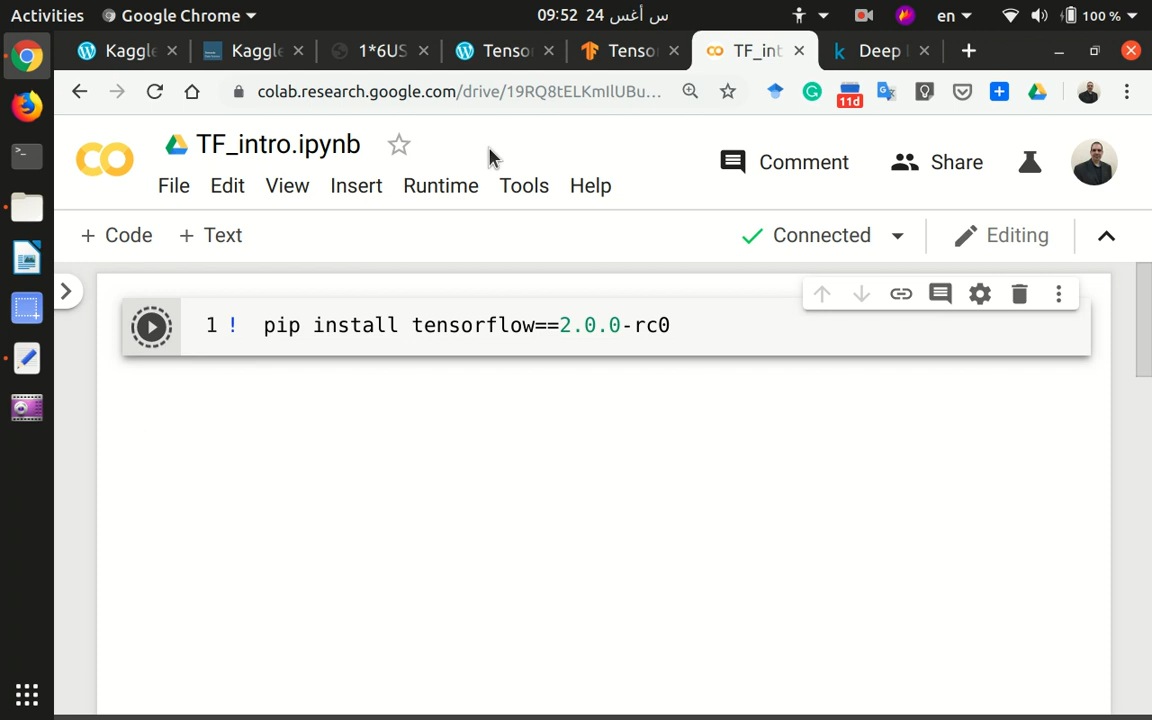 Activities Google Chrome 09:52 24 س أغس en 100 %
Kaggle Kaggle 1*6US Tenso Tenso TF_int Deep
colab.research.google.com/drive/19RQ8tELKmIlUBu... 11d
TF_intro.ipynb
Comment Share
File Edit View Insert Runtime Tools Help
+ Code + Text Connected Editing
1 ! pip install tensorflow==2.0.0-rc0